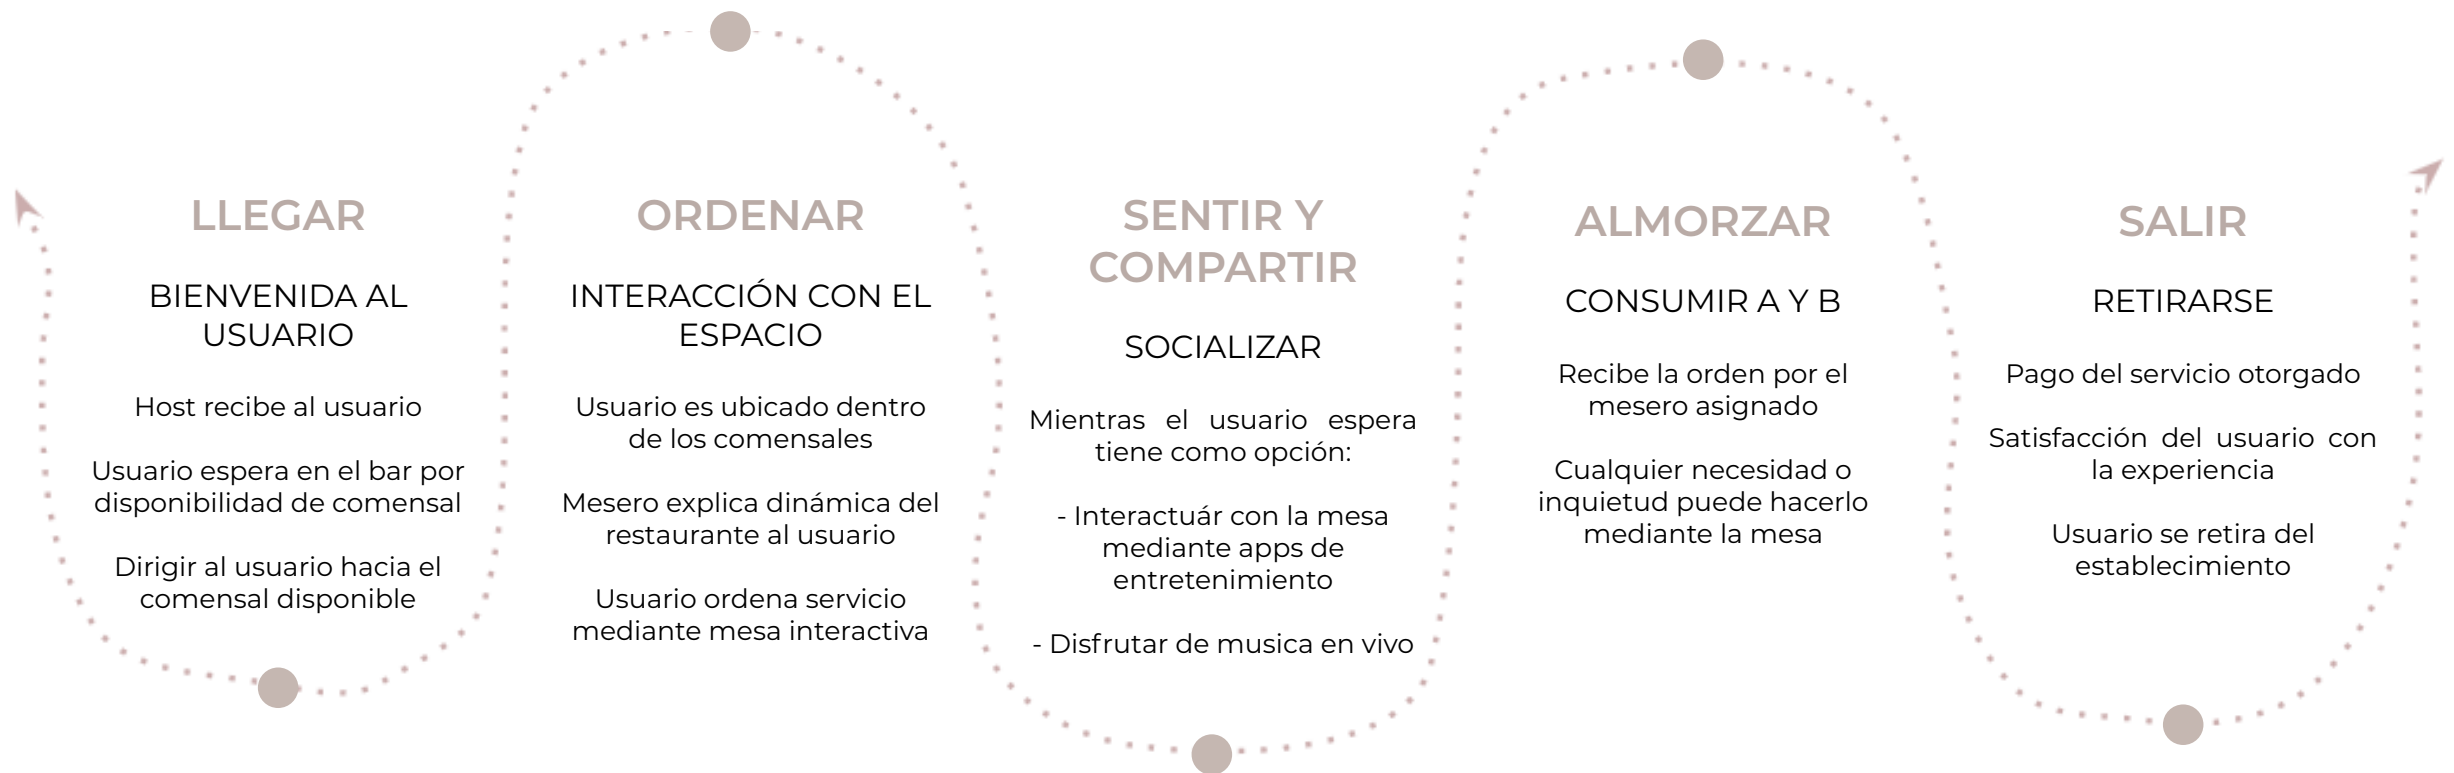 LLEGAR
BIENVENIDA AL
USUARIO
Host recibe al usuario
Usuario espera en el bar por
disponibilidad de comensal
Dirigir al usuario hacia el
comensal disponible
ORDENAR
INTERACCIÓN CON EL
ESPACIO
Usuario es ubicado dentro
de los comensales
Mesero explica dinámica del
restaurante al usuario
Usuario ordena servicio
mediante mesa interactiva
SENTIR Y
COMPARTIR
SOCIALIZAR
Mientras el usuario espera
tiene como opción:
- Interactuár con la mesa
mediante apps de
entretenimiento
- Disfrutar de musica en vivo
ALMORZAR
CONSUMIR A Y B
Recibe la orden por el
mesero asignado
Cualquier necesidad o
inquietud puede hacerlo
mediante la mesa
SALIR
RETIRARSE
Pago del servicio otorgado
Satisfacción del usuario con
la experiencia
Usuario se retira del
establecimiento